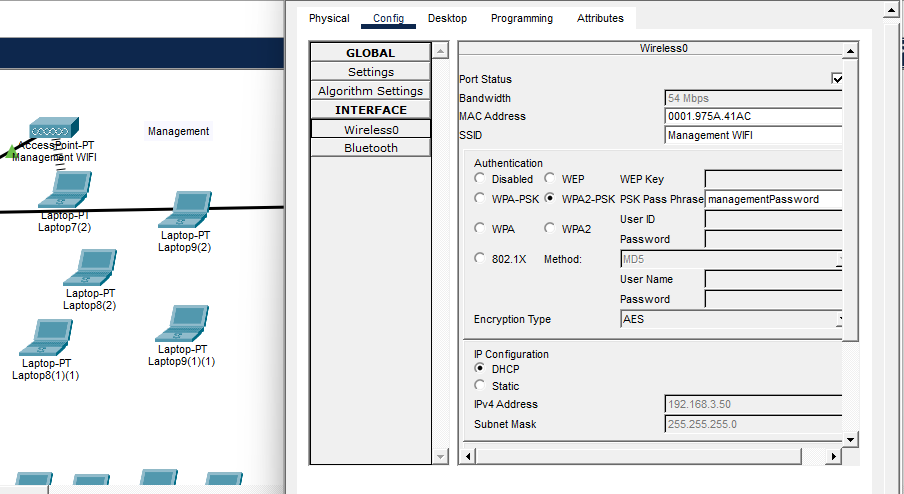 Physical Config Desktop Programming Attributes
GLOBAL
Settings
Algorithm Settings
INTERFACE
Wireless0
Bluetooth
Wireless0
Port Status
Bandwidth 54 Mbps
MAC Address 0001.975A.41AC
SSID Management WIFI
Authentication
Disabled WEP WEP Key
WPA-PSK WPA2-PSK PSK Pass Phrase managementPassword
User ID
WPA WPA2
Password
802.1X Method: MD5
User Name
Password
Encryption Type AES
IP Configuration
DHCP
Static
IPv4 Address 192.168.3.50
Subnet Mask 255.255.255.0
Management
AccessPoint-PT
Management WIFI
Laptop-PT
Laptop7(2)
Laptop-PT
Laptop9(2)
Laptop-PT
Laptop8(2)
Laptop-PT
Laptop9(1)(1)
Laptop-PT
Laptop8(1)(1)